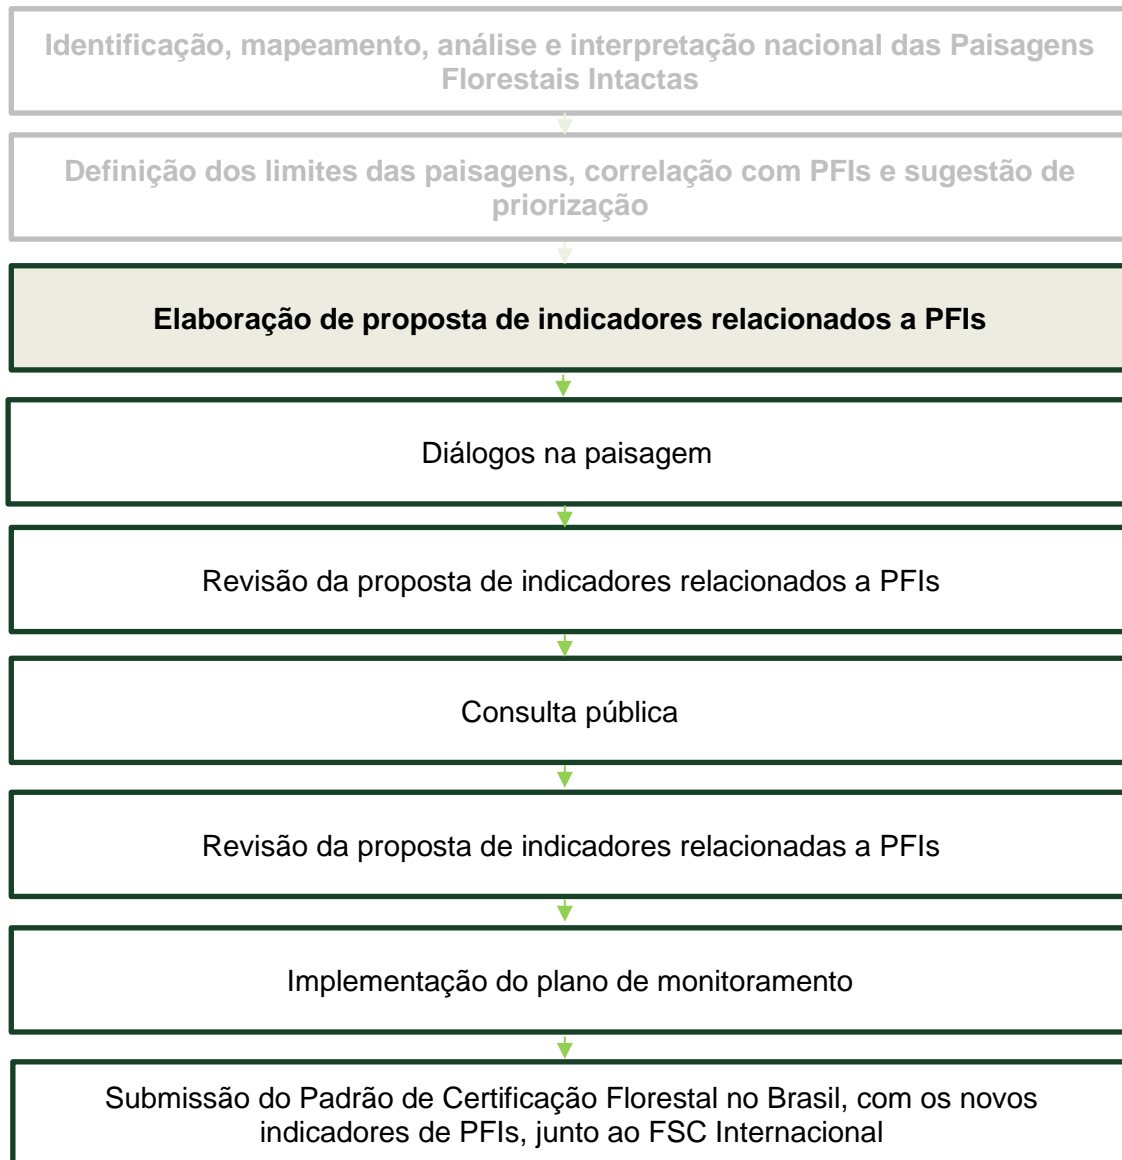 Identificação, mapeamento, análise e interpretação nacional das Paisagens
Florestais Intactas
Definição dos limites das paisagens, correlação com PFIs e sugestão de
priorização
Elaboração de proposta de indicadores relacionados a PFIs
Diálogos na paisagem
Revisão da proposta de indicadores relacionados a PFIs
Consulta pública
Revisão da proposta de indicadores relacionadas a PFIs
Implementação do plano de monitoramento
Submissão do Padrão de Certificação Florestal no Brasil, com os novos
indicadores de PFIs, junto ao FSC Internacional